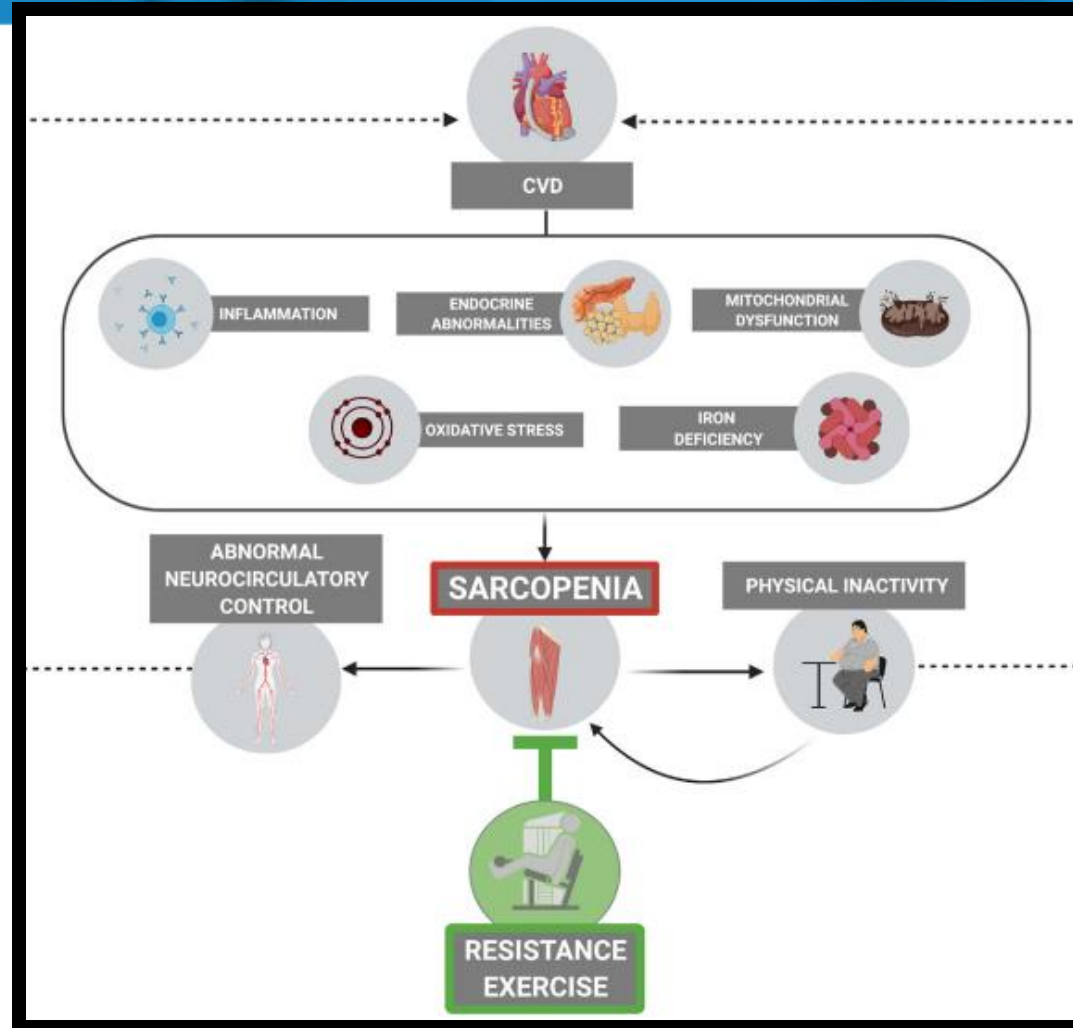 CVD
INFLAMMATION
ENDOCRINE
ABNORMALITIES
MITOCHONDRIAL
DYSFUNCTION
OXIDATIVE STRESS
IRON
DEFICIENCY
ABNORMAL
NEUROCIRCULATORY
CONTROL
SARCOPENIA
PHYSICAL INACTIVITY
RESISTANCE
EXERCISE